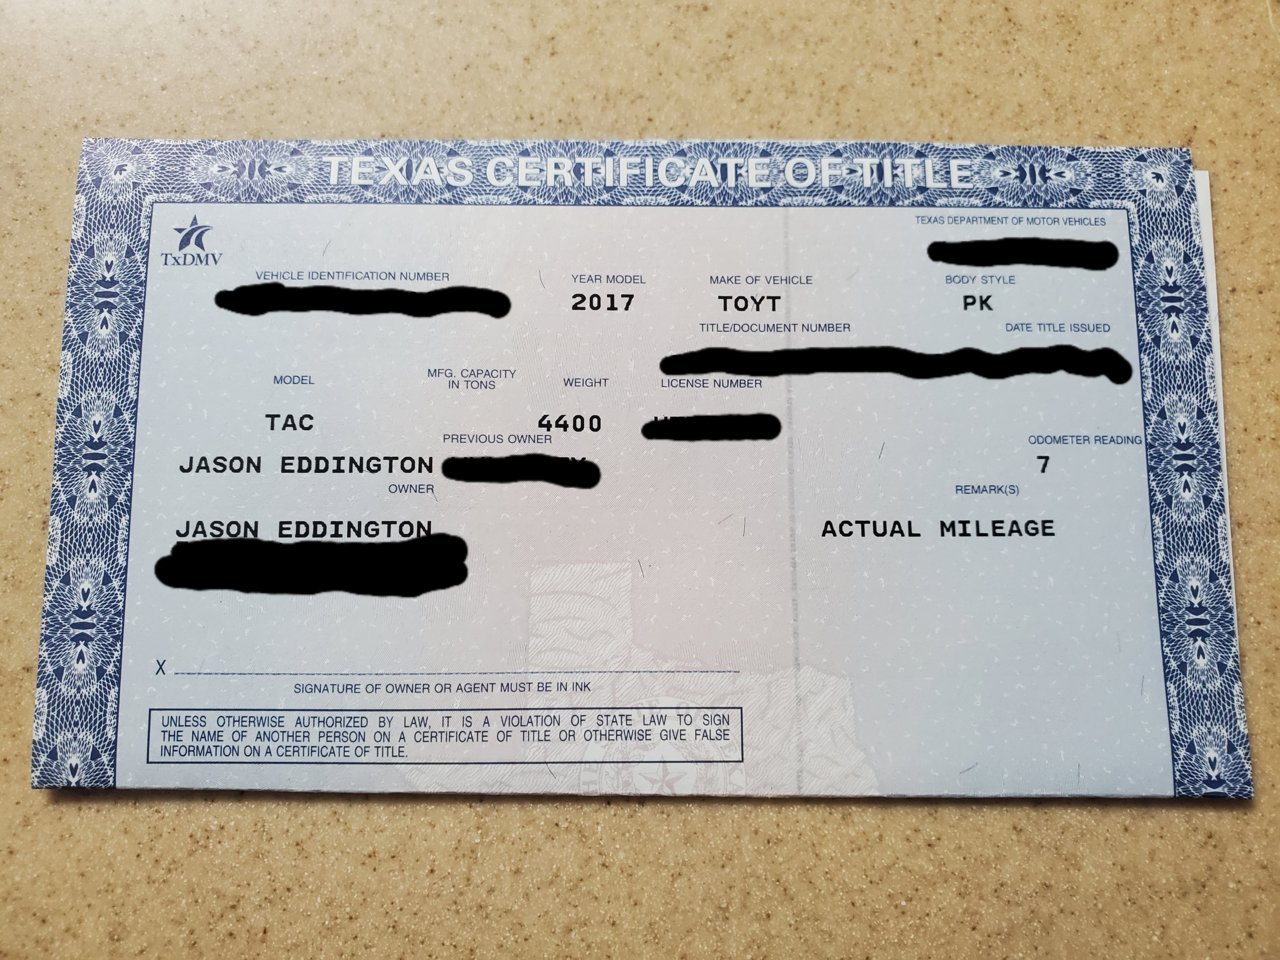 TEXAS CERTIFICATE OF TITLE
TxDMV
TEXAS DEPARTMENT OF MOTOR VEHICLES
VEHICLE IDENTIFICATION NUMBER YEAR MODEL MAKE OF VEHICLE BODY STYLE
2017 TOYT PK
TITLE/DOCUMENT NUMBER DATE TITLE ISSUED
MODEL MFG. CAPACITY IN TONS WEIGHT LICENSE NUMBER
TAC 4400
PREVIOUS OWNER ODOMETER READING
JASON EDDINGTON 7
OWNER REMARK(S)
JASON EDDINGTON ACTUAL MILEAGE
X
SIGNATURE OF OWNER OR AGENT MUST BE IN INK
UNLESS OTHERWISE AUTHORIZED BY LAW, IT IS A VIOLATION OF STATE LAW TO SIGN
THE NAME OF ANOTHER PERSON ON A CERTIFICATE OF TITLE OR OTHERWISE GIVE FALSE
INFORMATION ON A CERTIFICATE OF TITLE.